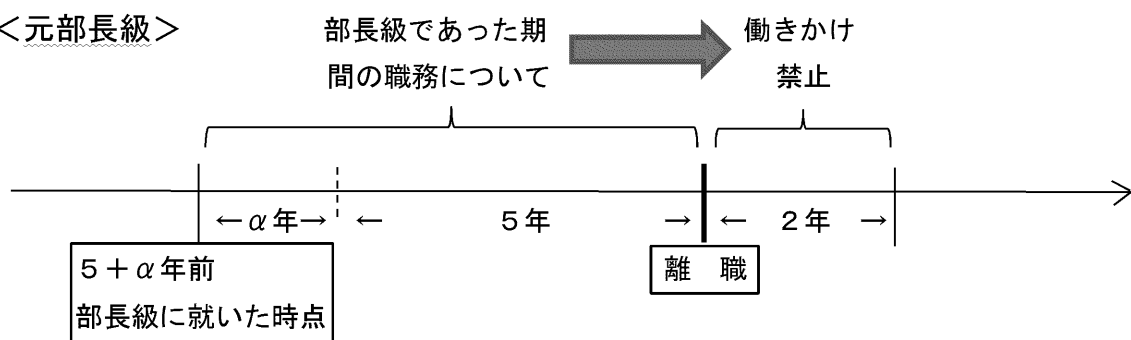 ＜元部長級＞
部長級であった期
間の職務について
働きかけ
禁止
←α年→
←　５年　→
←２年→
５＋α年前
部長級に就いた時点
離　職